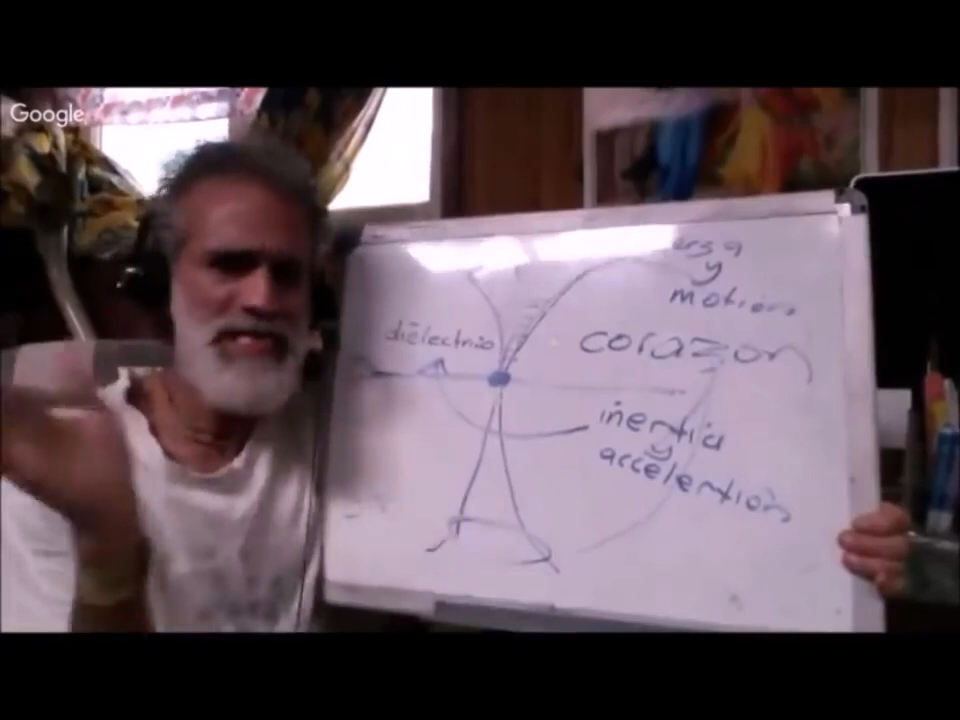 Google
y
motion
dielectric
corazon
inertia
y
acceleration